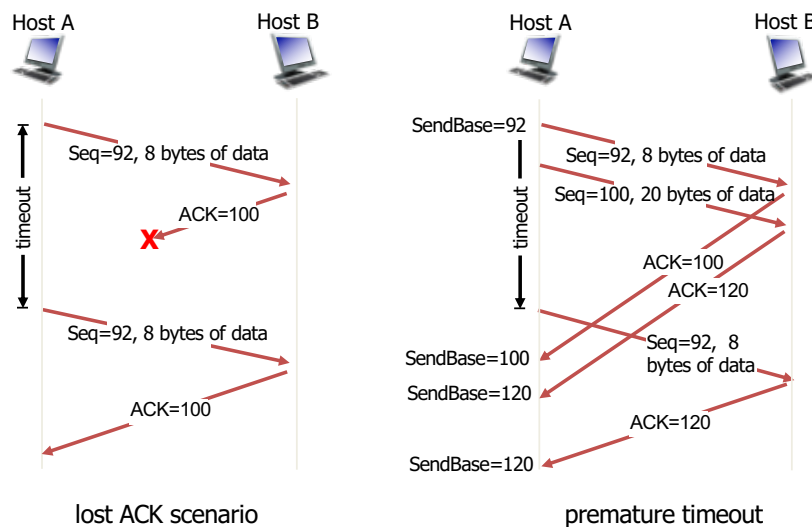 Host A
Host B
Seq=92, 8 bytes of data
ACK=100
X
timeout
Seq=92, 8 bytes of data
ACK=100
lost ACK scenario
Host A
Host B
SendBase=92
Seq=92, 8 bytes of data
Seq=100, 20 bytes of data
timeout
ACK=100
ACK=120
Seq=92, 8
bytes of data
SendBase=100
SendBase=120
ACK=120
SendBase=120
premature timeout